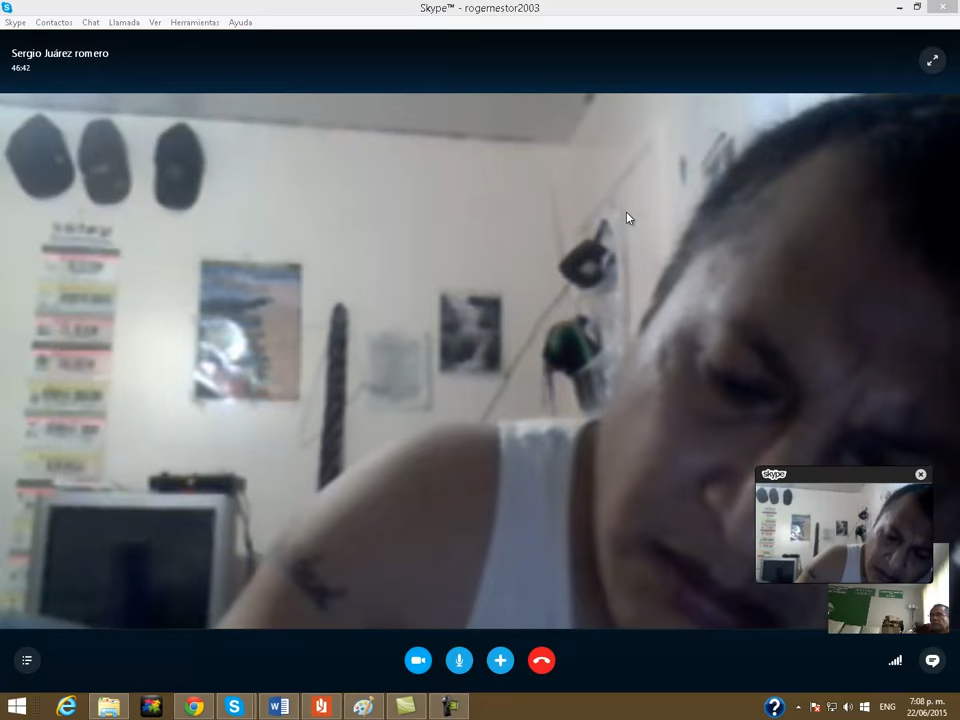 Skype™ - rogernestor2003
Skype Contactos Chat Llamada Ver Herramientas Ayuda
Sergio Juárez romero
46:42
skype
ENG
7:08 p. m.
22/06/2015